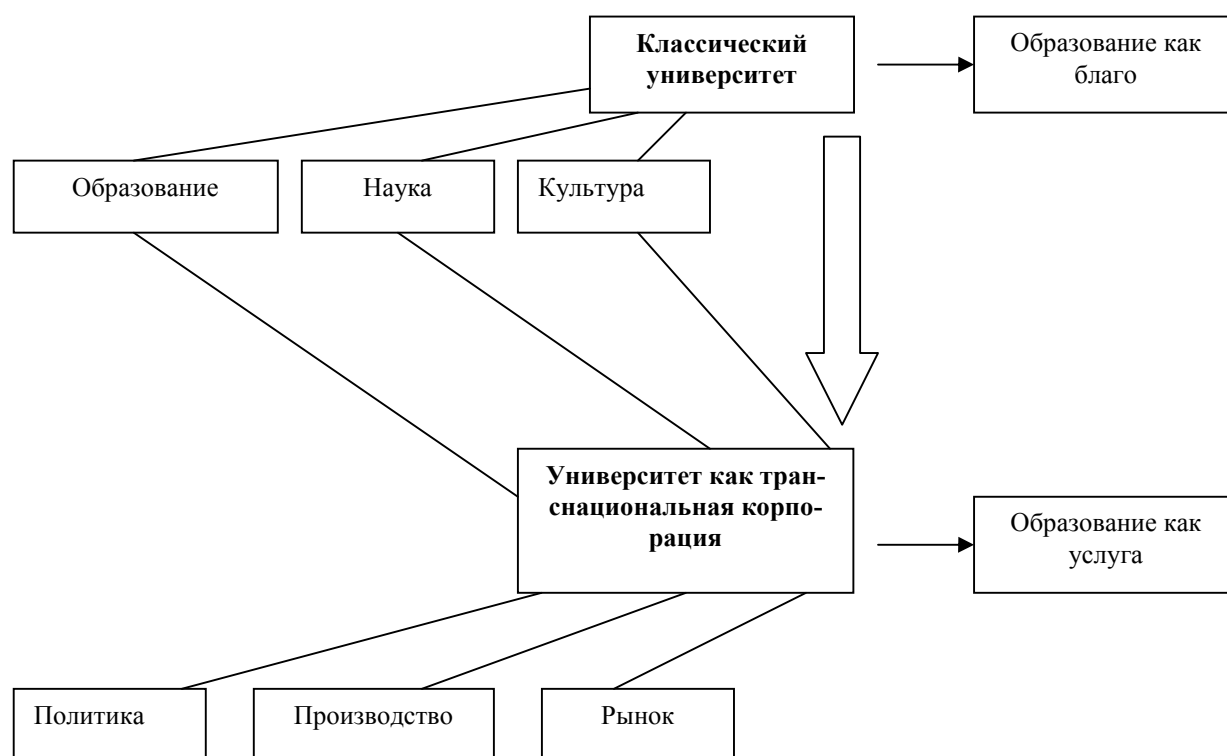 Классический
университет
Образование как
благо
Образование
Наука
Культура
Университет как тран-
снациональная корпо-
рация
Образование как
услуга
Политика
Производство
Рынок